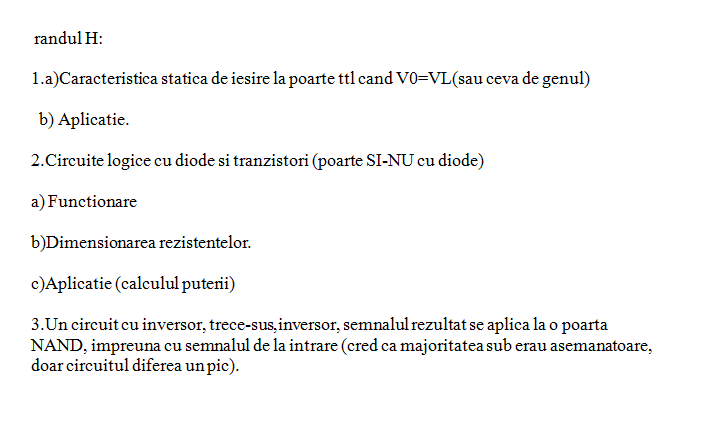 randul H:
1.a)Caracteristica statica de iesire la poarte ttl cand V0=VL(sau ceva de genul)
b) Aplicatie.
2.Circuite logice cu diode si tranzistori (poarte SI-NU cu diode)
a) Functionare
b)Dimensionarea rezistentelor.
c)Aplicatie (calculul puterii)
3.Un circuit cu inversor, trece-sus,inversor, semnalul rezultat se aplica la o poarta
NAND, impreuna cu semnalul de la intrare (cred ca majoritatea sub erau asemanatoare,
doar circuitul diferea un pic).